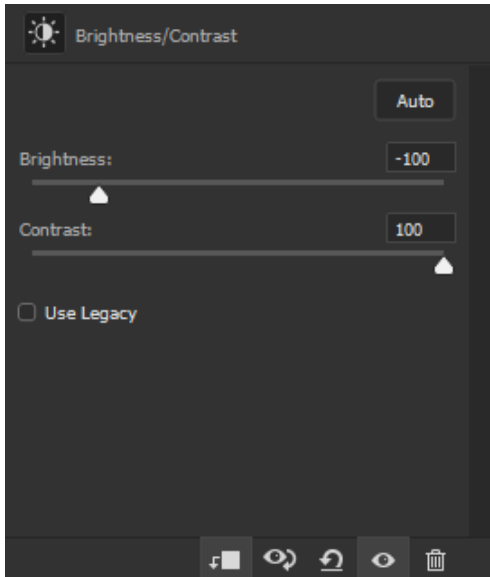 Brightness/Contrast
Auto
Brightness: -100
Contrast: 100
Use Legacy